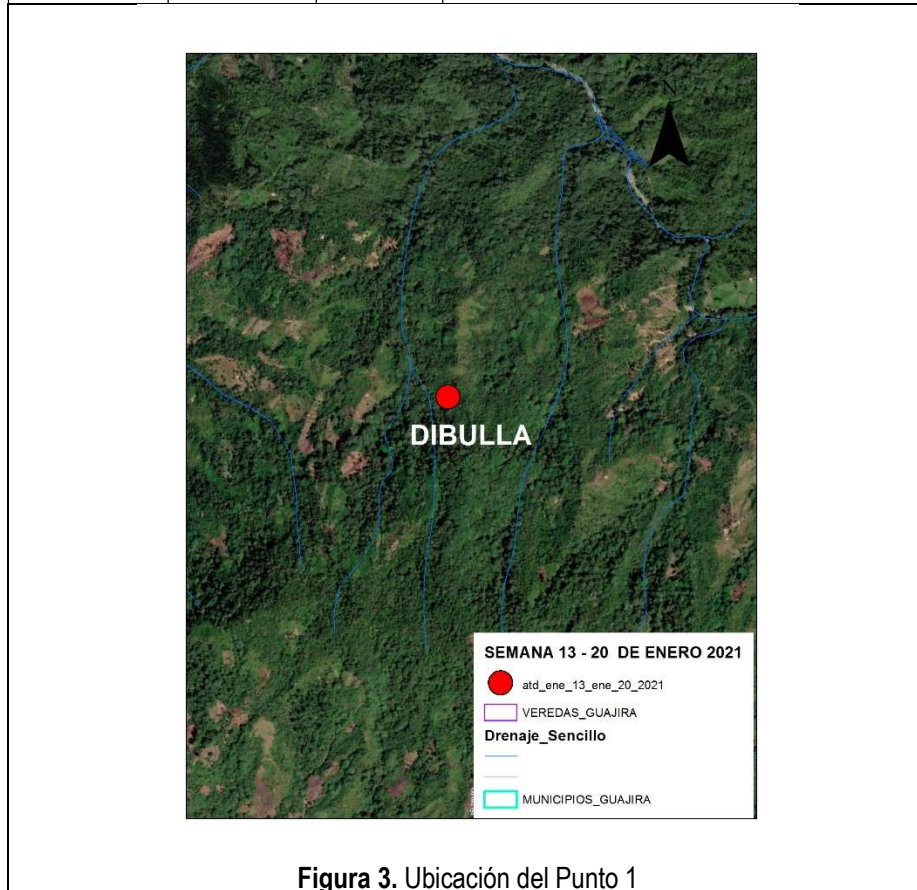 N
DIBULLA
SEMANA 13 - 20 DE ENERO 2021
atd_ene_13_ene_20_2021
VEREDAS_GUAJIRA
Drenaje_Sencillo
MUNICIPIOS_GUAJIRA
Figura 3. Ubicación del Punto 1